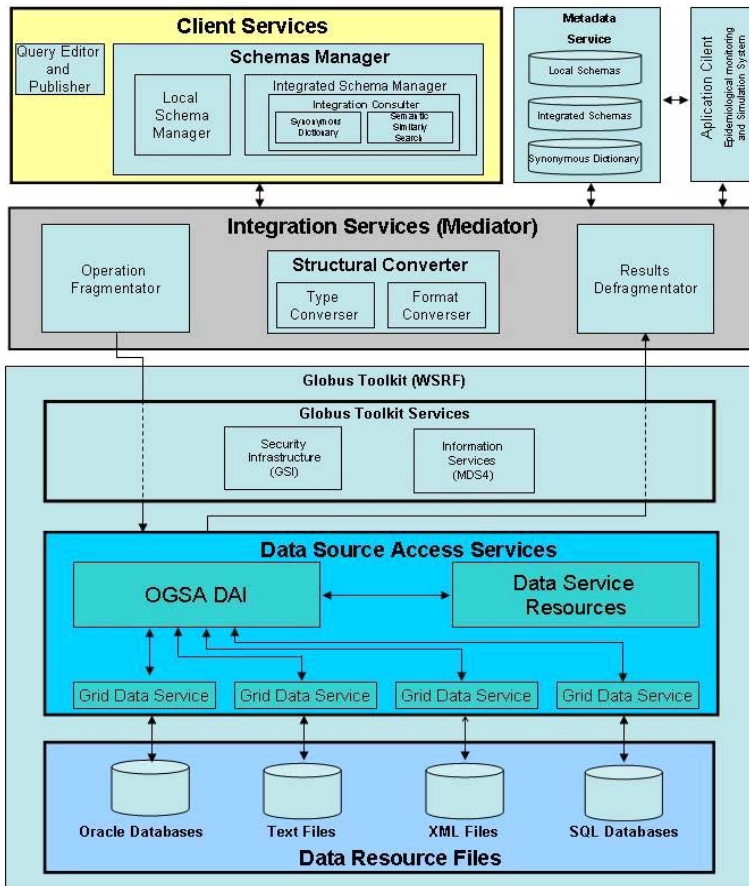 Client Services
Query Editor
and
Publisher
Schemas Manager
Local
Schema
Manager
Integrated Schema Manager
Integration Consulter
Synonymous
Dictionary
Semantic
Similarly
Search
Metadata
Service
Local Schemas
Integrated Schemas
Synonymous Dictionary
Aplication Cilent
Epidemiological monitoring
and Simulation System
Integration Services (Mediator)
Operation
Fragmentator
Structural Converter
Type
Converser
Format
Converser
Results
Defragmentator
Globus Toolkit (WSRF)
Globus Toolkit Services
Security
Infrastructure
(GSI)
Information
Services
(MDS4)
Data Source Access Services
OGSA DAI
Data Service
Resources
Grid Data Service
Grid Data Service
Grid Data Service
Grid Data Service
Oracle Databases
Text Files
XML Files
SQL Databases
Data Resource Files